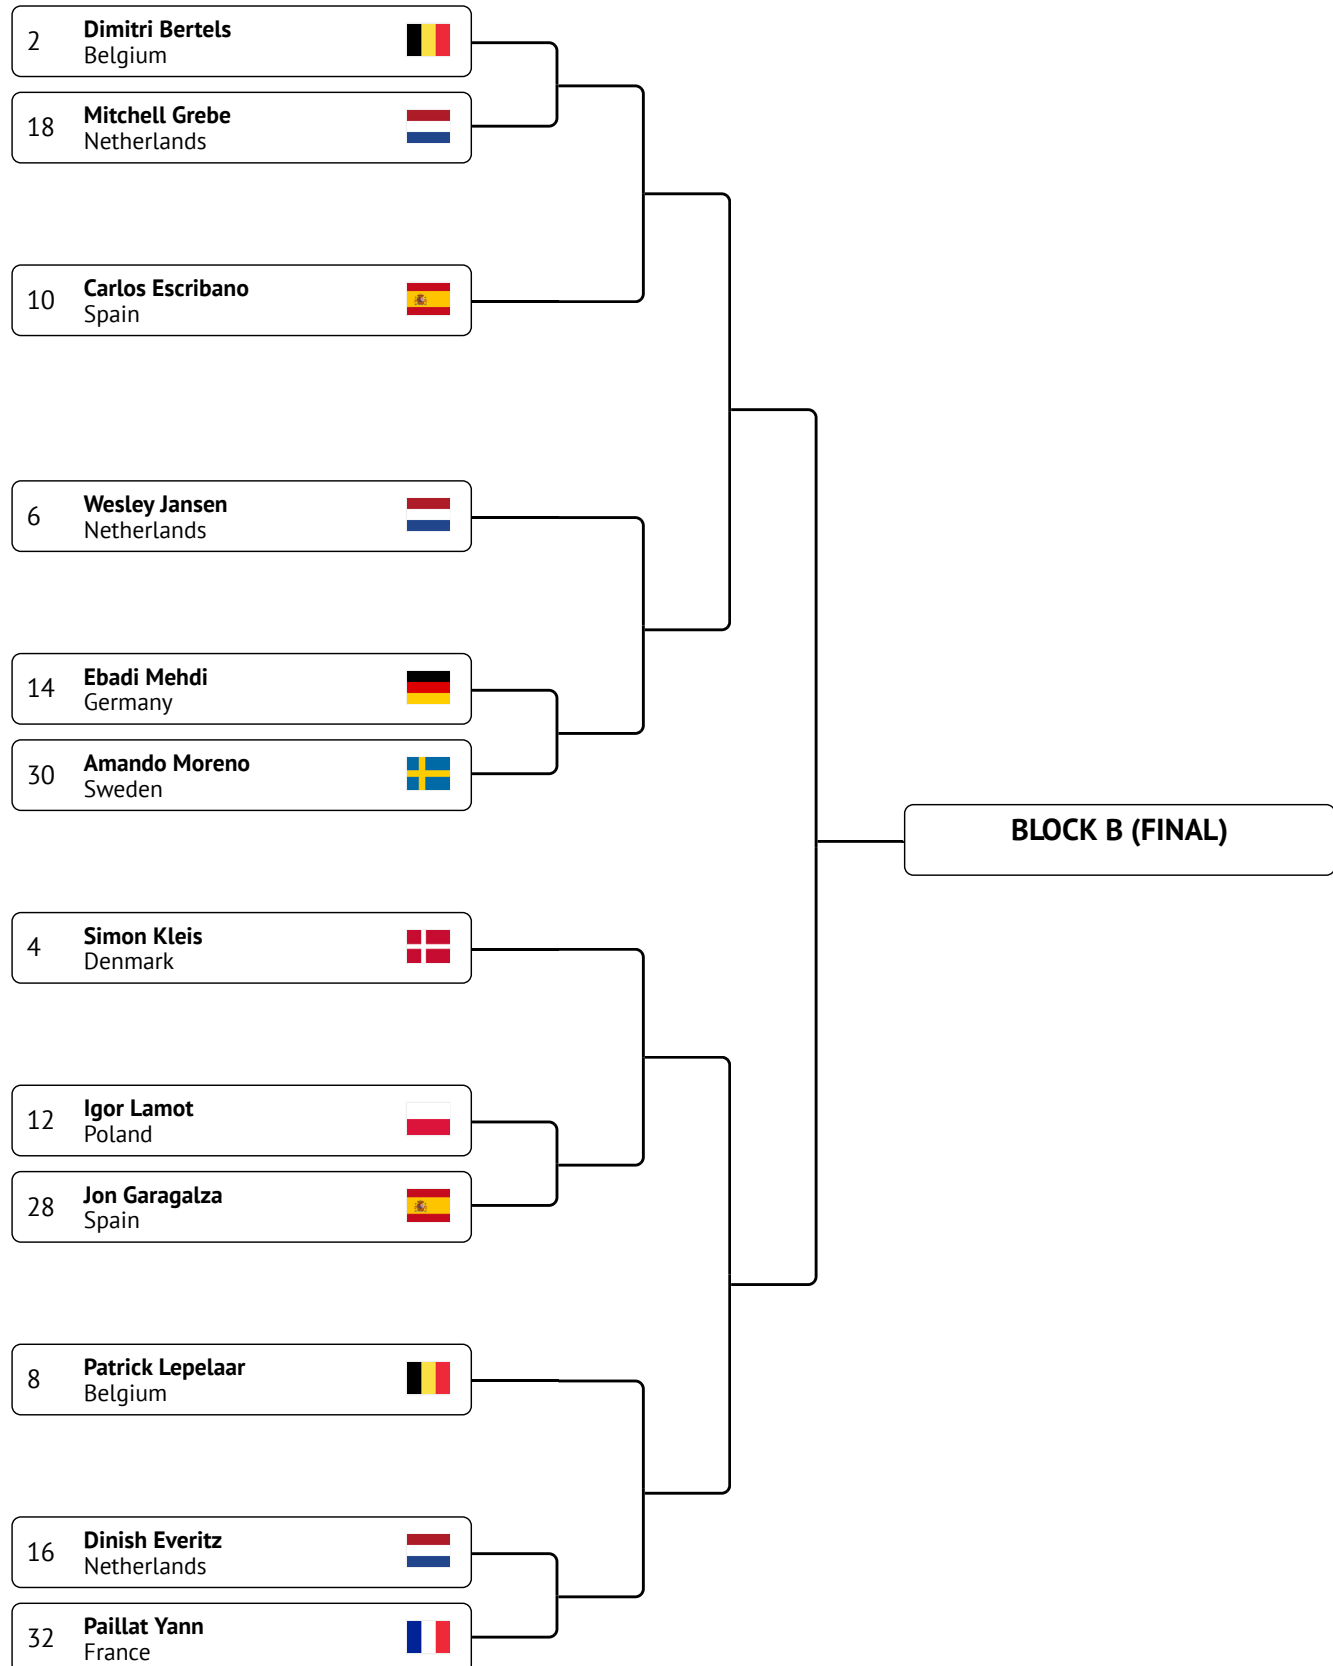 2
Dimitri Bertels
Belgium
18
Mitchell Grebe
Netherlands
10
Carlos Escribano
Spain
6
Wesley Jansen
Netherlands
14
Ebadi Mehdi
Germany
30
Amando Moreno
Sweden
BLOCK B (FINAL)
4
Simon Kleis
Denmark
12
Igor Lamot
Poland
28
Jon Garagalza
Spain
8
Patrick Lepelaar
Belgium
16
Dinish Everitz
Netherlands
32
Paillat Yann
France